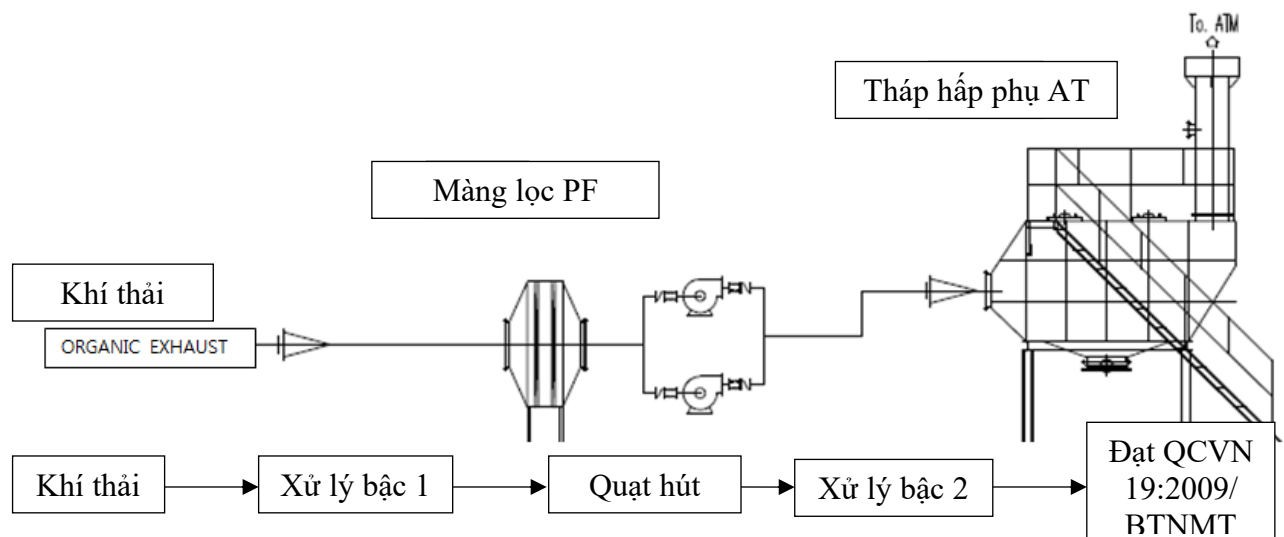 To. ATM
Tháp hấp phụ AT
Màng lọc PF
Khí thải
ORGANIC EXHAUST
Khí thải
Xử lý bậc 1
Quạt hút
Xử lý bậc 2
Đạt QCVN
19:2009/
BTNMT